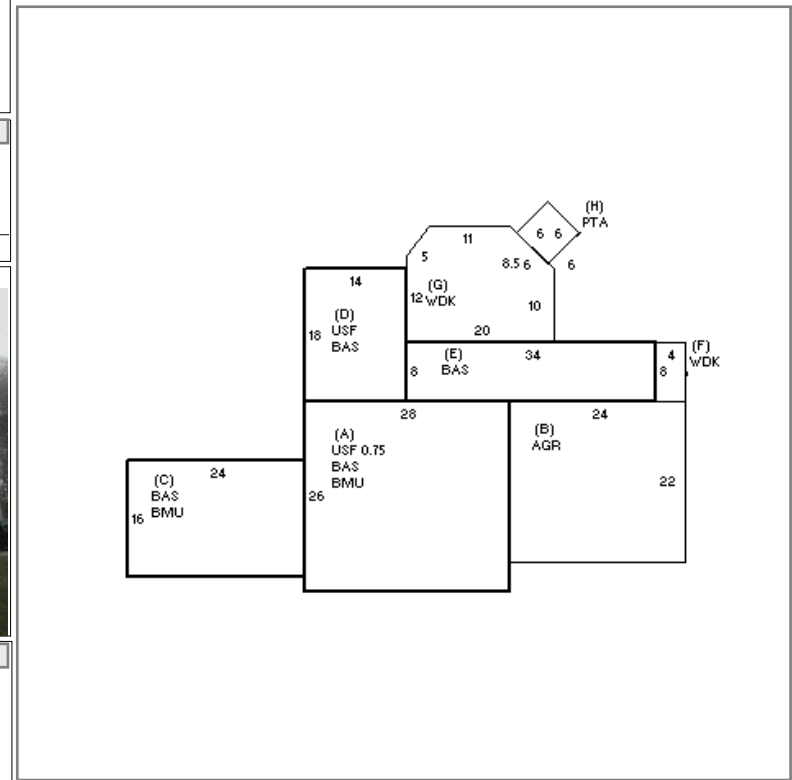 (H)
PTA
6 6
11
8.5 6
6
5
14
12
(G)
WDK
10
18
(D)
USF
BAS
20
(E)
BAS
34
4
(F)
WDK
8
8
28
24
(A)
USF 0.75
BAS
BMU
(B)
AGR
24
(C)
BAS
BMU
22
26
16